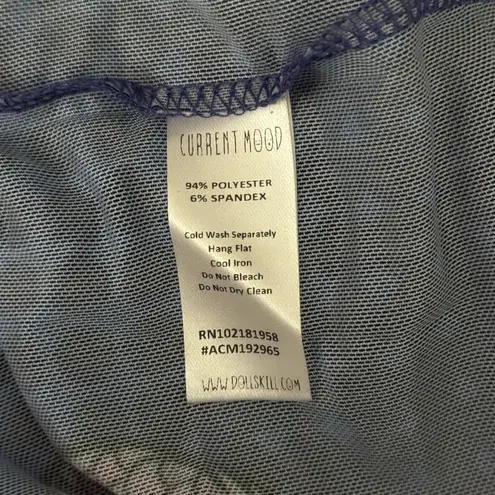 CURRENT MOOD
94% POLYESTER
6% SPANDEX
Cold Wash Separately
Hang Flat
Cool Iron
Do Not Bleach
Do Not Dry Clean
RN102181958
#ACM192965
WWW.DOLLSKILL.COM